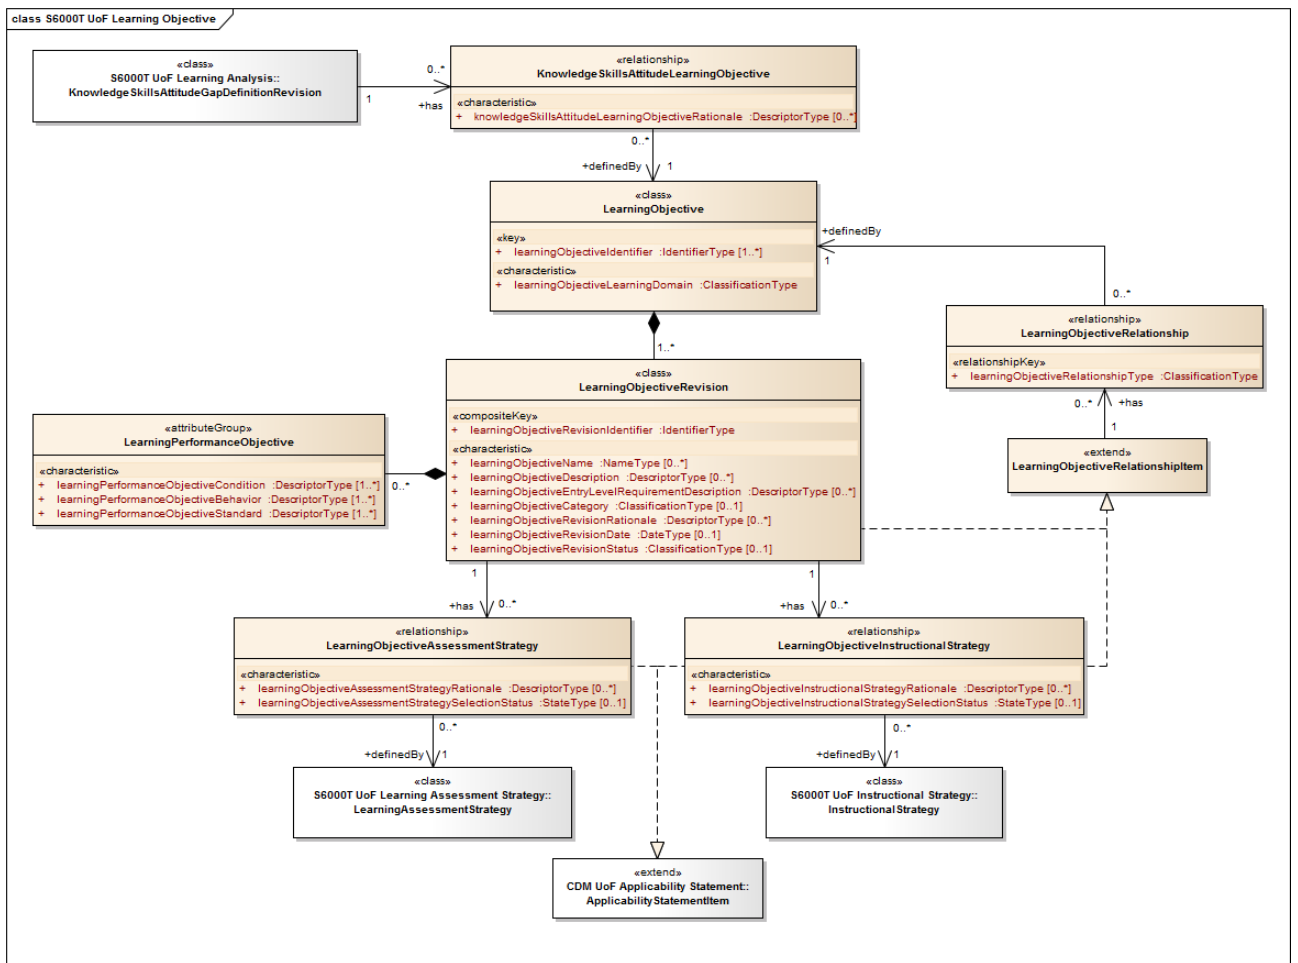 class S6000T UoF Learning Objective
«class»
S6000T UoF Learning Analysis::
KnowledgeSkillsAttitudeGapDefinitionRevision
1
0..*
+has
«relationship»
KnowledgeSkillsAttitudeLearningObjective
«characteristic»
+ knowledgeSkillsAttitudeLearningObjectiveRationale :DescriptorType [0..*]
0..*
+definedBy
1
«class»
LearningObjective
«key»
+ learningObjectiveIdentifier :IdentifierType [1..*]
«characteristic»
+ learningObjectiveLearningDomain :ClassificationType
+definedBy
1
0..*
«relationship»
LearningObjectiveRelationship
«relationshipKey»
+ learningObjectiveRelationshipType :ClassificationType
0..*
+has
1
«extend»
LearningObjectiveRelationshipItem
1..*
«class»
LearningObjectiveRevision
«compositeKey»
+ learningObjectiveRevisionIdentifier :IdentifierType
«characteristic»
+ learningObjectiveName :NameType [0..*]
+ learningObjectiveDescription :DescriptorType [0..*]
+ learningObjectiveEntryLevelRequirementDescription :DescriptorType [0..*]
+ learningObjectiveCategory :ClassificationType [0..1]
+ learningObjectiveRevisionRationale :DescriptorType [0..*]
+ learningObjectiveRevisionDate :DateType [0..1]
+ learningObjectiveRevisionStatus :ClassificationType [0..1]
«attributeGroup»
LearningPerformanceObjective
«characteristic»
+ learningPerformanceObjectiveCondition :DescriptorType [1..*]
+ learningPerformanceObjectiveBehavior :DescriptorType [1..*]
+ learningPerformanceObjectiveStandard :DescriptorType [1..*]
0..*
1
+has
0..*
1
+has
0..*
«relationship»
LearningObjectiveAssessmentStrategy
«characteristic»
+ learningObjectiveAssessmentStrategyRationale :DescriptorType [0..*]
+ learningObjectiveAssessmentStrategySelectionStatus :StateType [0..1]
«relationship»
LearningObjectiveInstructionalStrategy
«characteristic»
+ learningObjectiveInstructionalStrategyRationale :DescriptorType [0..*]
+ learningObjectiveInstructionalStrategySelectionStatus :StateType [0..1]
0..*
+definedBy
1
0..*
+definedBy
1
«class»
S6000T UoF Learning Assessment Strategy::
LearningAssessmentStrategy
«class»
S6000T UoF Instructional Strategy::
InstructionalStrategy
«extend»
CDM UoF Applicability Statement::
ApplicabilityStatementItem